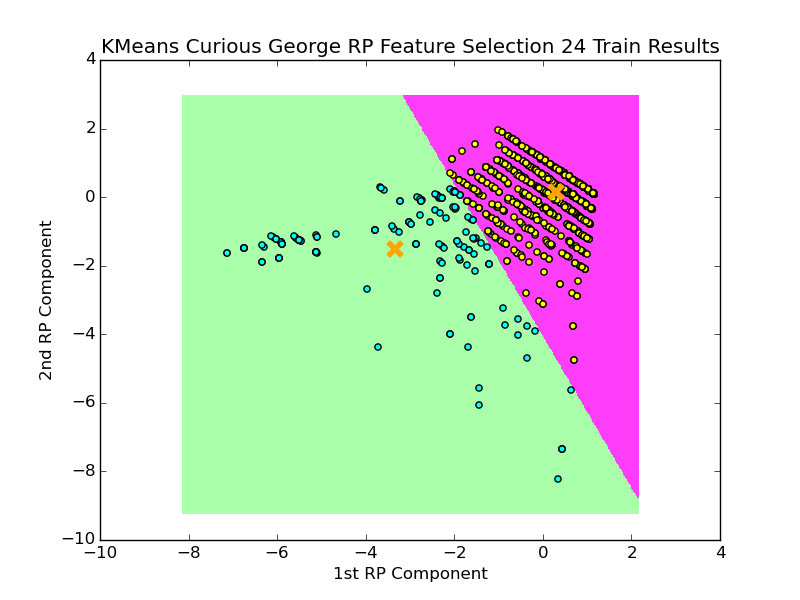 KMeans Curious George RP Feature Selection 24 Train Results
4
2
0
−2
−4
−6
−8
−10
2nd RP Component
−10 −8 −6 −4 −2 0 2 4
1st RP Component